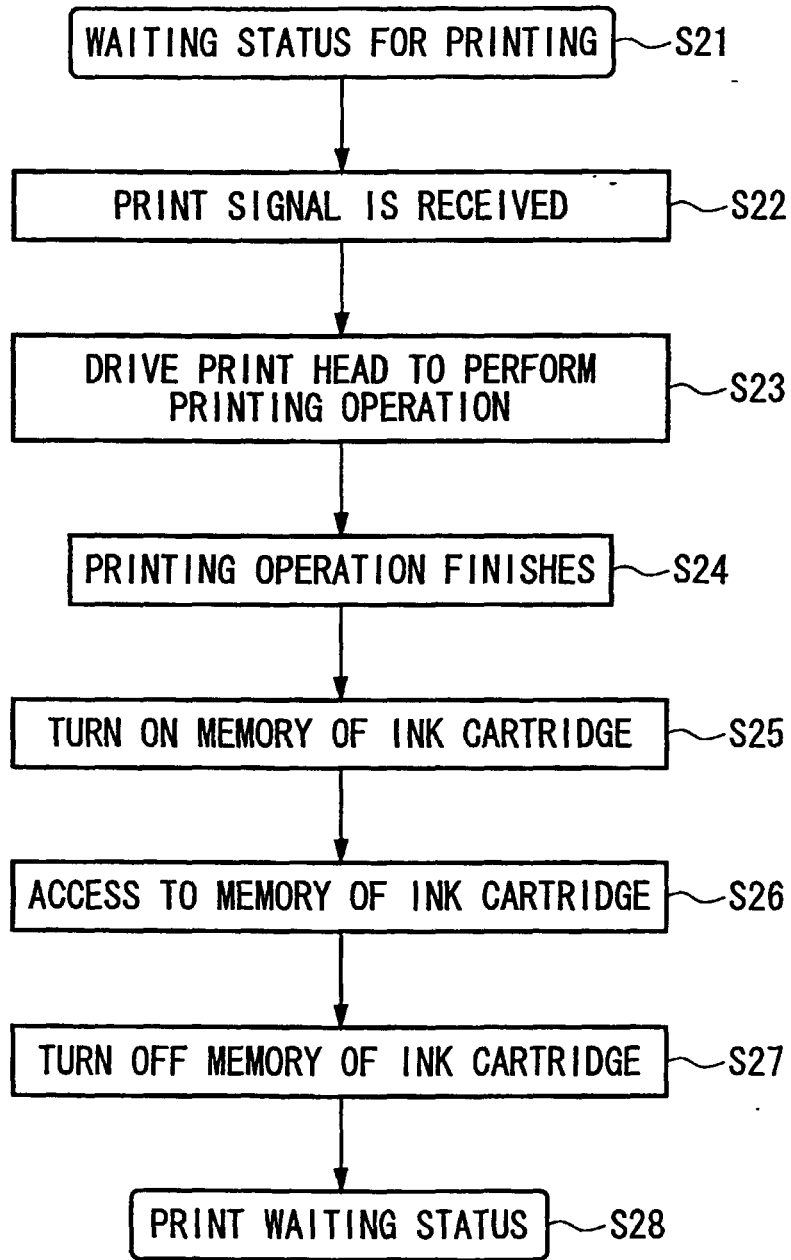 WAITING STATUS FOR PRINTING S21
PRINT SIGNAL IS RECEIVED S22
DRIVE PRINT HEAD TO PERFORM
PRINTING OPERATION S23
PRINTING OPERATION FINISHES S24
TURN ON MEMORY OF INK CARTRIDGE S25
ACCESS TO MEMORY OF INK CARTRIDGE S26
TURN OFF MEMORY OF INK CARTRIDGE S27
PRINT WAITING STATUS S28